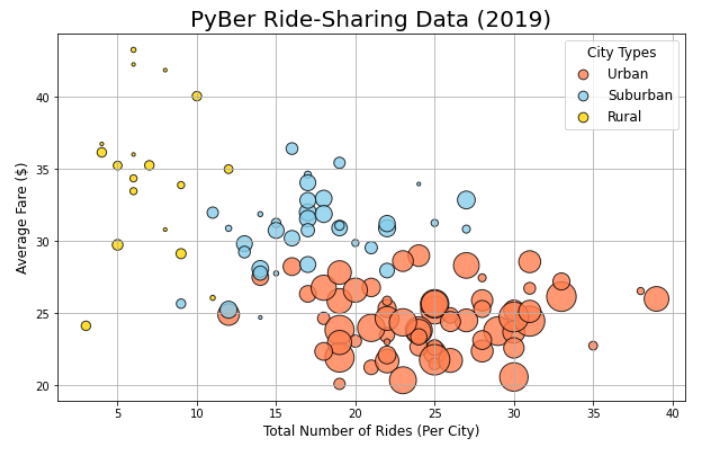 PyBer Ride-Sharing Data (2019)
City Types
Urban
Suburban
Rural
Average Fare ($)
40
35
30
25
20
5 10 15 20 25 30 35 40
Total Number of Rides (Per City)